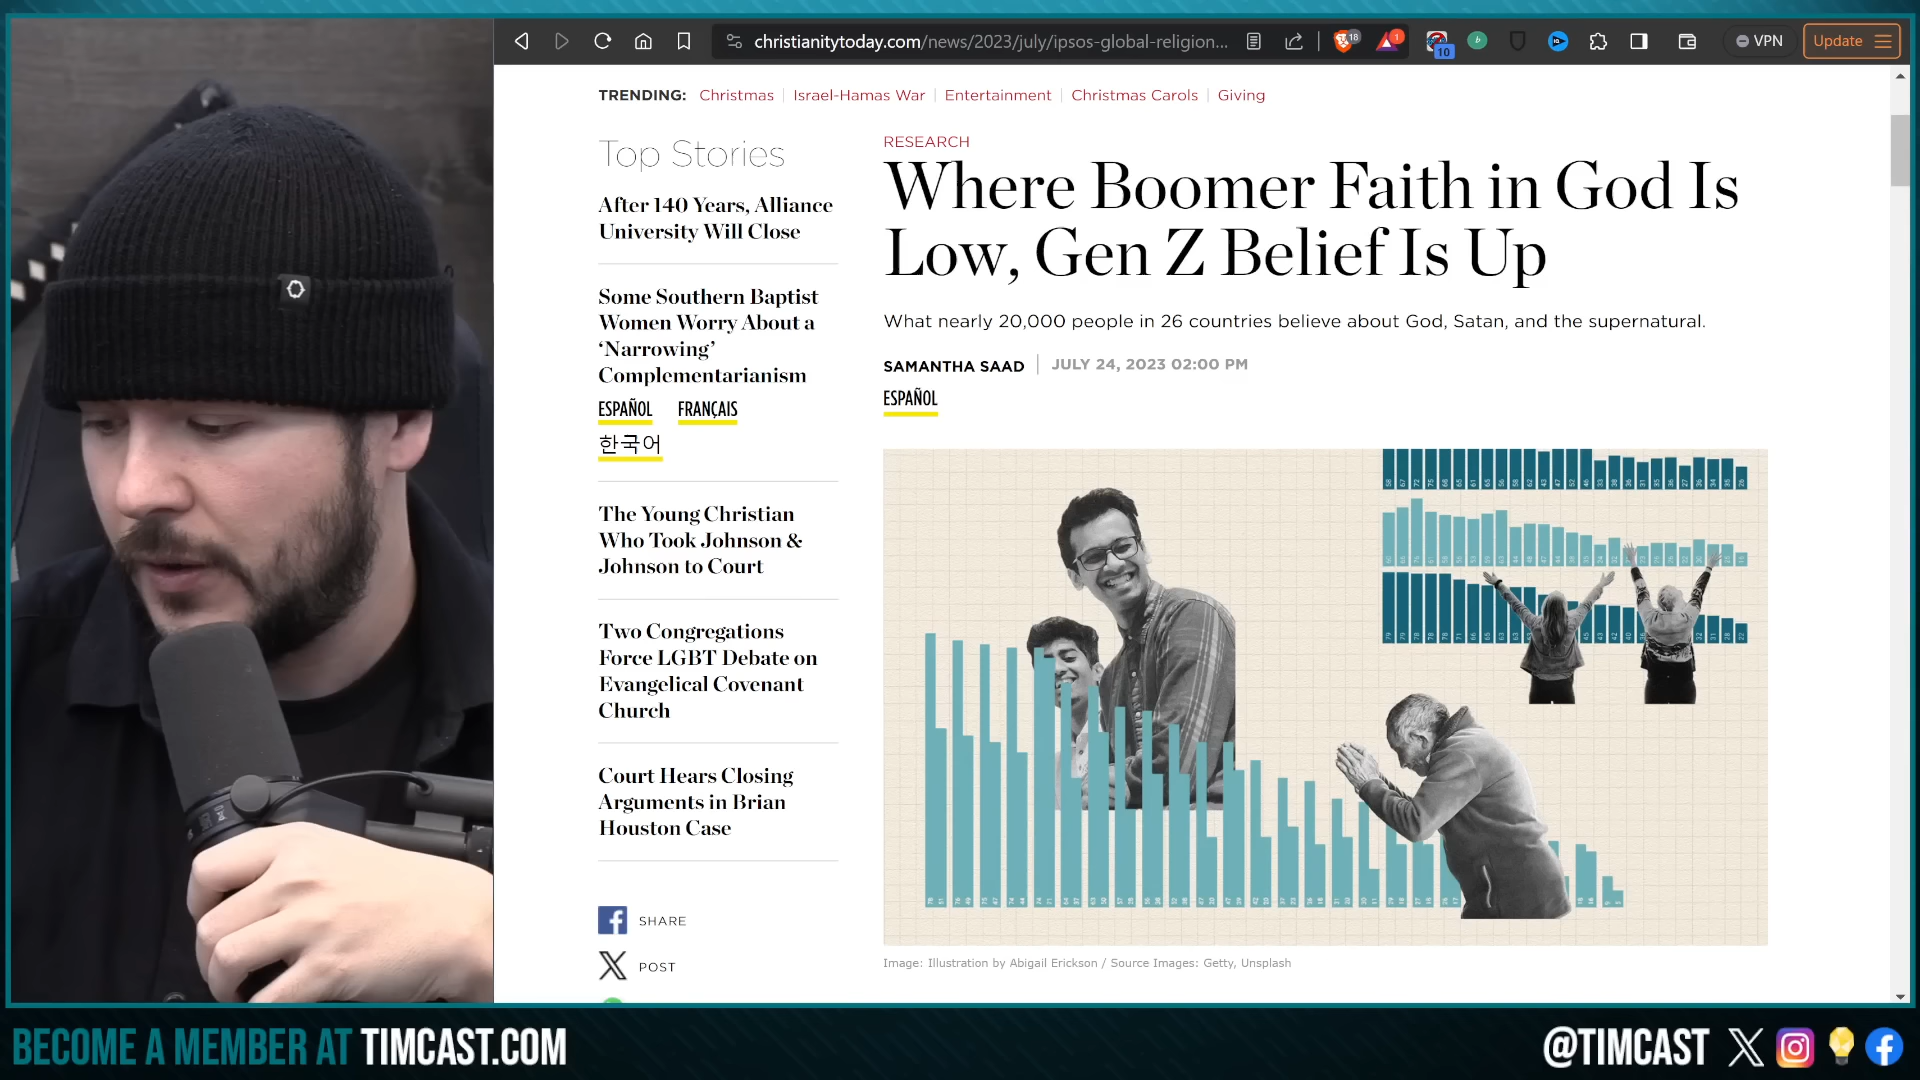 christianitytoday.com/news/2023/july/ipsos-global-religion...
18
1
10
VPN
Update
TRENDING: Christmas Israel-Hamas War Entertainment Christmas Carols Giving
Top Stories
After 140 Years, Alliance
University Will Close
Some Southern Baptist
Women Worry About a
‘Narrowing’
Complementarianism
ESPAÑOL FRANÇAIS
한국어
The Young Christian
Who Took Johnson &
Johnson to Court
Two Congregations
Force LGBT Debate on
Evangelical Covenant
Church
Court Hears Closing
Arguments in Brian
Houston Case
SHARE
POST
RESEARCH
Where Boomer Faith in God Is
Low, Gen Z Belief Is Up
What nearly 20,000 people in 26 countries believe about God, Satan, and the supernatural.
SAMANTHA SAAD JULY 24, 2023 02:00 PM
ESPAÑOL
Image: Illustration by Abigail Erickson / Source Images: Getty, Unsplash
BECOME A MEMBER AT TIMCAST.COM
@TIMCAST